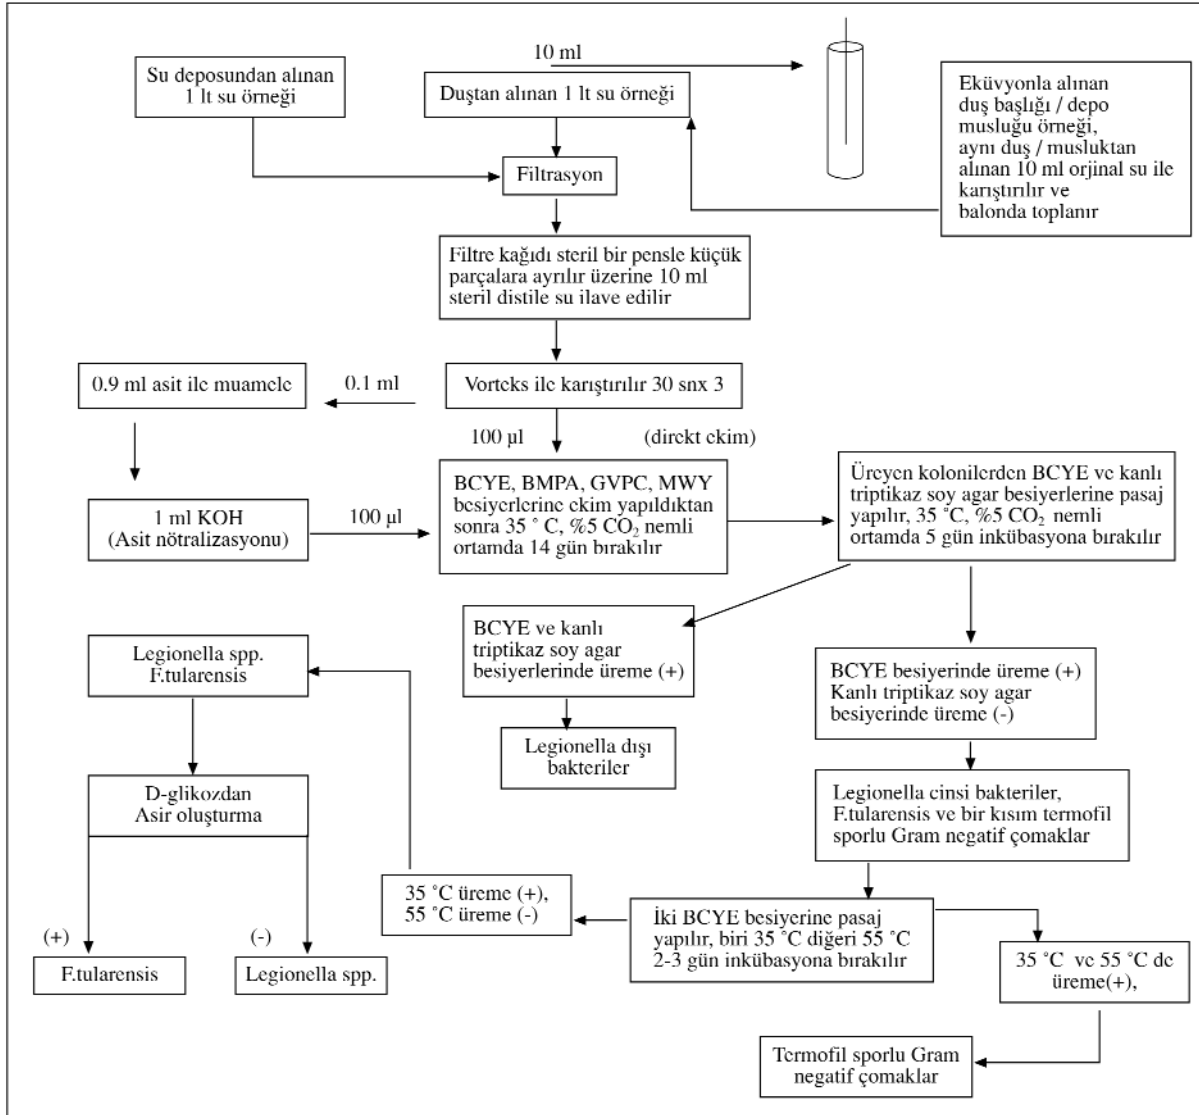 10 ml
Su deposundan alınan
1 lt su örneği
Duştan alınan 1 lt su örneği
Eküvyonla alınan
duş başlığı / depo
musluğu örneği,
aynı duş / musluktan
alınan 10 ml orjinal su ile
karıştırılır ve
balonda toplanır
Filtrasyon
Filtre kağıdı steril bir pensle küçük
parçalara ayrılır üzerine 10 ml
steril distile su ilave edilir
0.9 ml asit ile muamele
0.1 ml
Vorteks ile karıştırılır 30 snx 3
100 µl
(direkt ekim)
1 ml KOH
(Asit nötralizasyonu)
100 µl
BCYE, BMPA, GVPC, MWY
besiyerlerine ekim yapıldıktan
sonra 35 ° C, %5 CO₂ nemli
ortamda 14 gün bırakılır
Üreyen kolonilerden BCYE ve kanlı
triptikaz soy agar besiyerlerine pasaj
yapılır, 35 °C, %5 CO₂ nemli
ortamda 5 gün inkübasyona bırakılır
BCYE ve kanlı
triptikaz soy agar
besiyerlerinde üreme (+)
Legionella dışı
bakteriler
BCYE besiyerinde üreme (+)
Kanlı triptikaz soy agar
besiyerinde üreme (-)
Legionella cinsi bakteriler,
F.tularensis ve bir kısım termofil
sporlu Gram negatif çomaklar
İki BCYE besiyerine pasaj
yapılır, biri 35 °C diğeri 55 °C
2-3 gün inkübasyona bırakılır
35 °C üreme (+),
55 °C üreme (-)
35 °C ve 55 °C de
üreme(+),
Termofil sporlu Gram
negatif çomaklar
Legionella spp.
F.tularensis
D-glikozdan
Asir oluşturma
(+)
(-)
F.tularensis
Legionella spp.